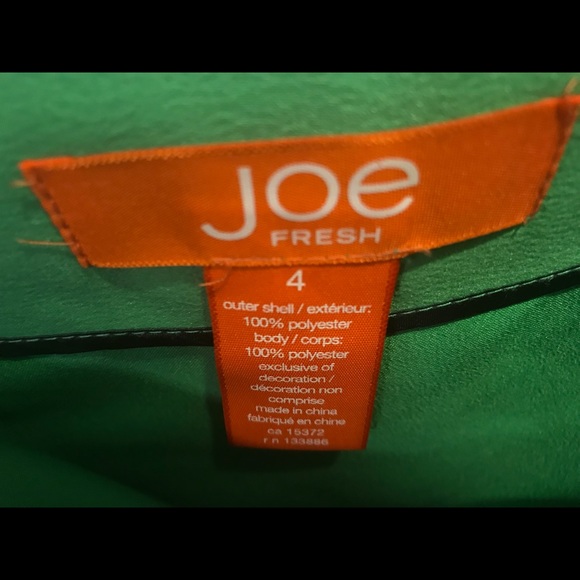 joe
FRESH
4
outer shell / extérieur:
100% polyester
body / corps:
100% polyester
exclusive of
decoration /
décoration non
comprise
made in china
fabriqué en chine
ca 15372
r n 133886